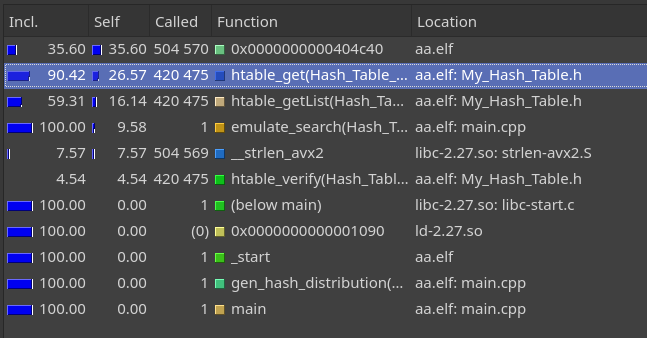 Incl. Self Called Function Location
35.60 35.60 504 570 0x0000000000404c40 aa.elf
90.42 26.57 420 475 htable_get(Hash_Table_... aa.elf: My_Hash_Table.h
59.31 16.14 420 475 htable_getList(Hash_Ta... aa.elf: My_Hash_Table.h
100.00 9.58 1 emulate_search(Hash_T... aa.elf: main.cpp
7.57 7.57 504 569 __strlen_avx2 libc-2.27.so: strlen-avx2.S
4.54 4.54 420 475 htable_verify(Hash_Tabl... aa.elf: My_Hash_Table.h
100.00 0.00 1 (below main) libc-2.27.so: libc-start.c
100.00 0.00 (0) 0x0000000000001090 ld-2.27.so
100.00 0.00 1 _start aa.elf
100.00 0.00 1 gen_hash_distribution(... aa.elf: main.cpp
100.00 0.00 1 main aa.elf: main.cpp